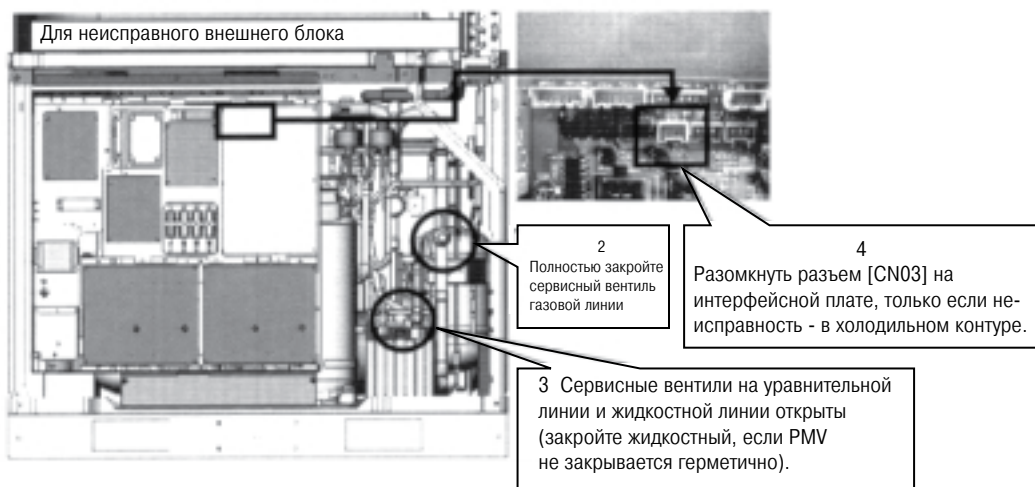 Для неисправного внешнего блока
2
Полностью закройте
сервисный вентиль
газовой линии
4
Разомкнуть разъем [CN03] на
интерфейсной плате, только если не-
исправность - в холодильном контуре.
3 Сервисные вентили на уравнительной
линии и жидкостной линии открыты
(закройте жидкостный, если PMV
не закрывается герметично).